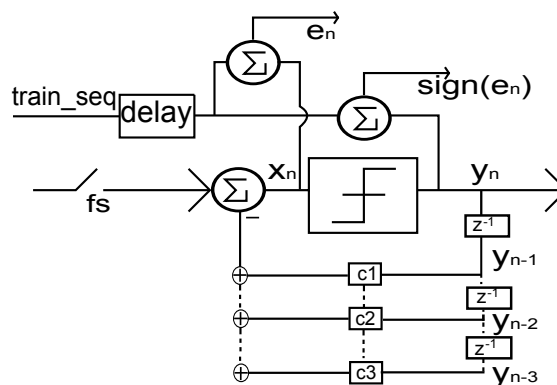 eₙ
train_seq
delay
Σ
Σ
sign(eₙ)
xₙ
yₙ
Σ
fs
−
z⁻¹
yₙ₋₁
c1
z⁻¹
c2
yₙ₋₂
z⁻¹
c3
yₙ₋₃